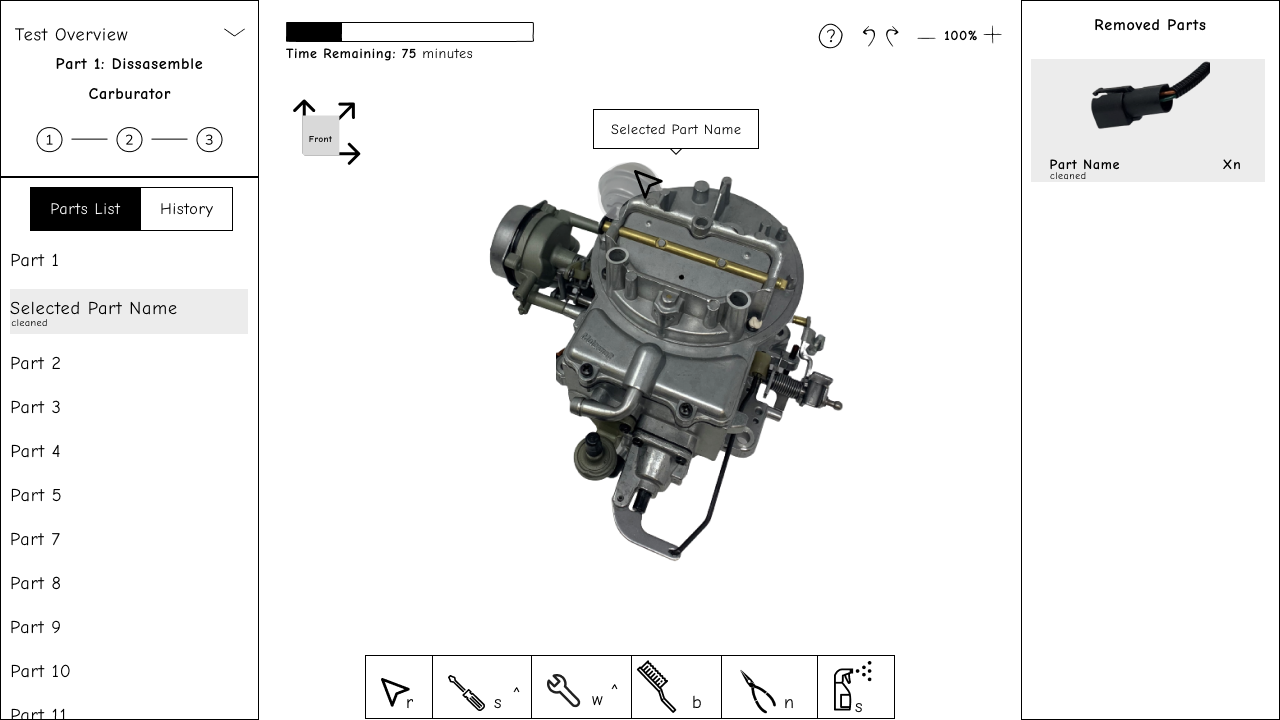 Test Overview
Part 1: Dissasemble
Carburator
1 2 3
Parts List History
Part 1
Selected Part Name
cleaned
Part 2
Part 3
Part 4
Part 5
Part 7
Part 8
Part 9
Part 10
Part 11
Time Remaining: 75 minutes
? 100%
Front
Selected Part Name
r s ^ w ^ b n s
Removed Parts
Part Name Xn
cleaned